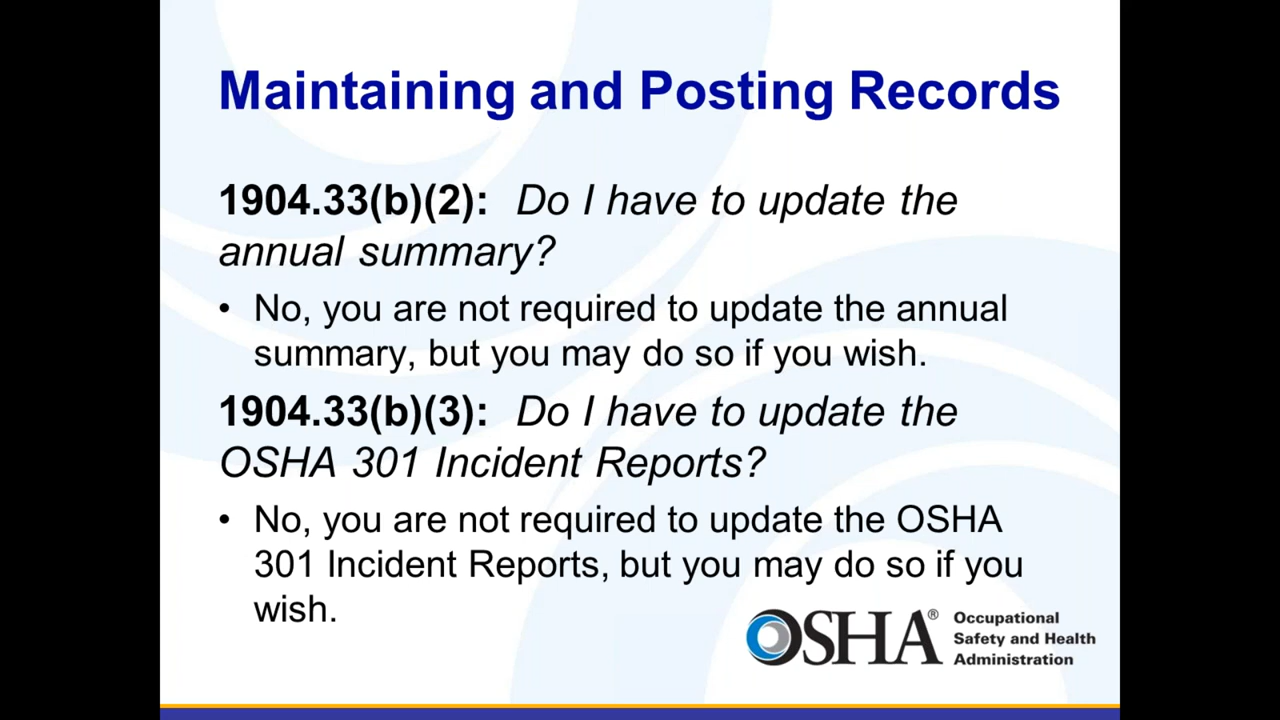 Maintaining and Posting Records
1904.33(b)(2): Do I have to update the
annual summary?
• No, you are not required to update the annual
summary, but you may do so if you wish.
1904.33(b)(3): Do I have to update the
OSHA 301 Incident Reports?
• No, you are not required to update the OSHA
301 Incident Reports, but you may do so if you
wish.
OSHA®
Occupational
Safety and Health
Administration